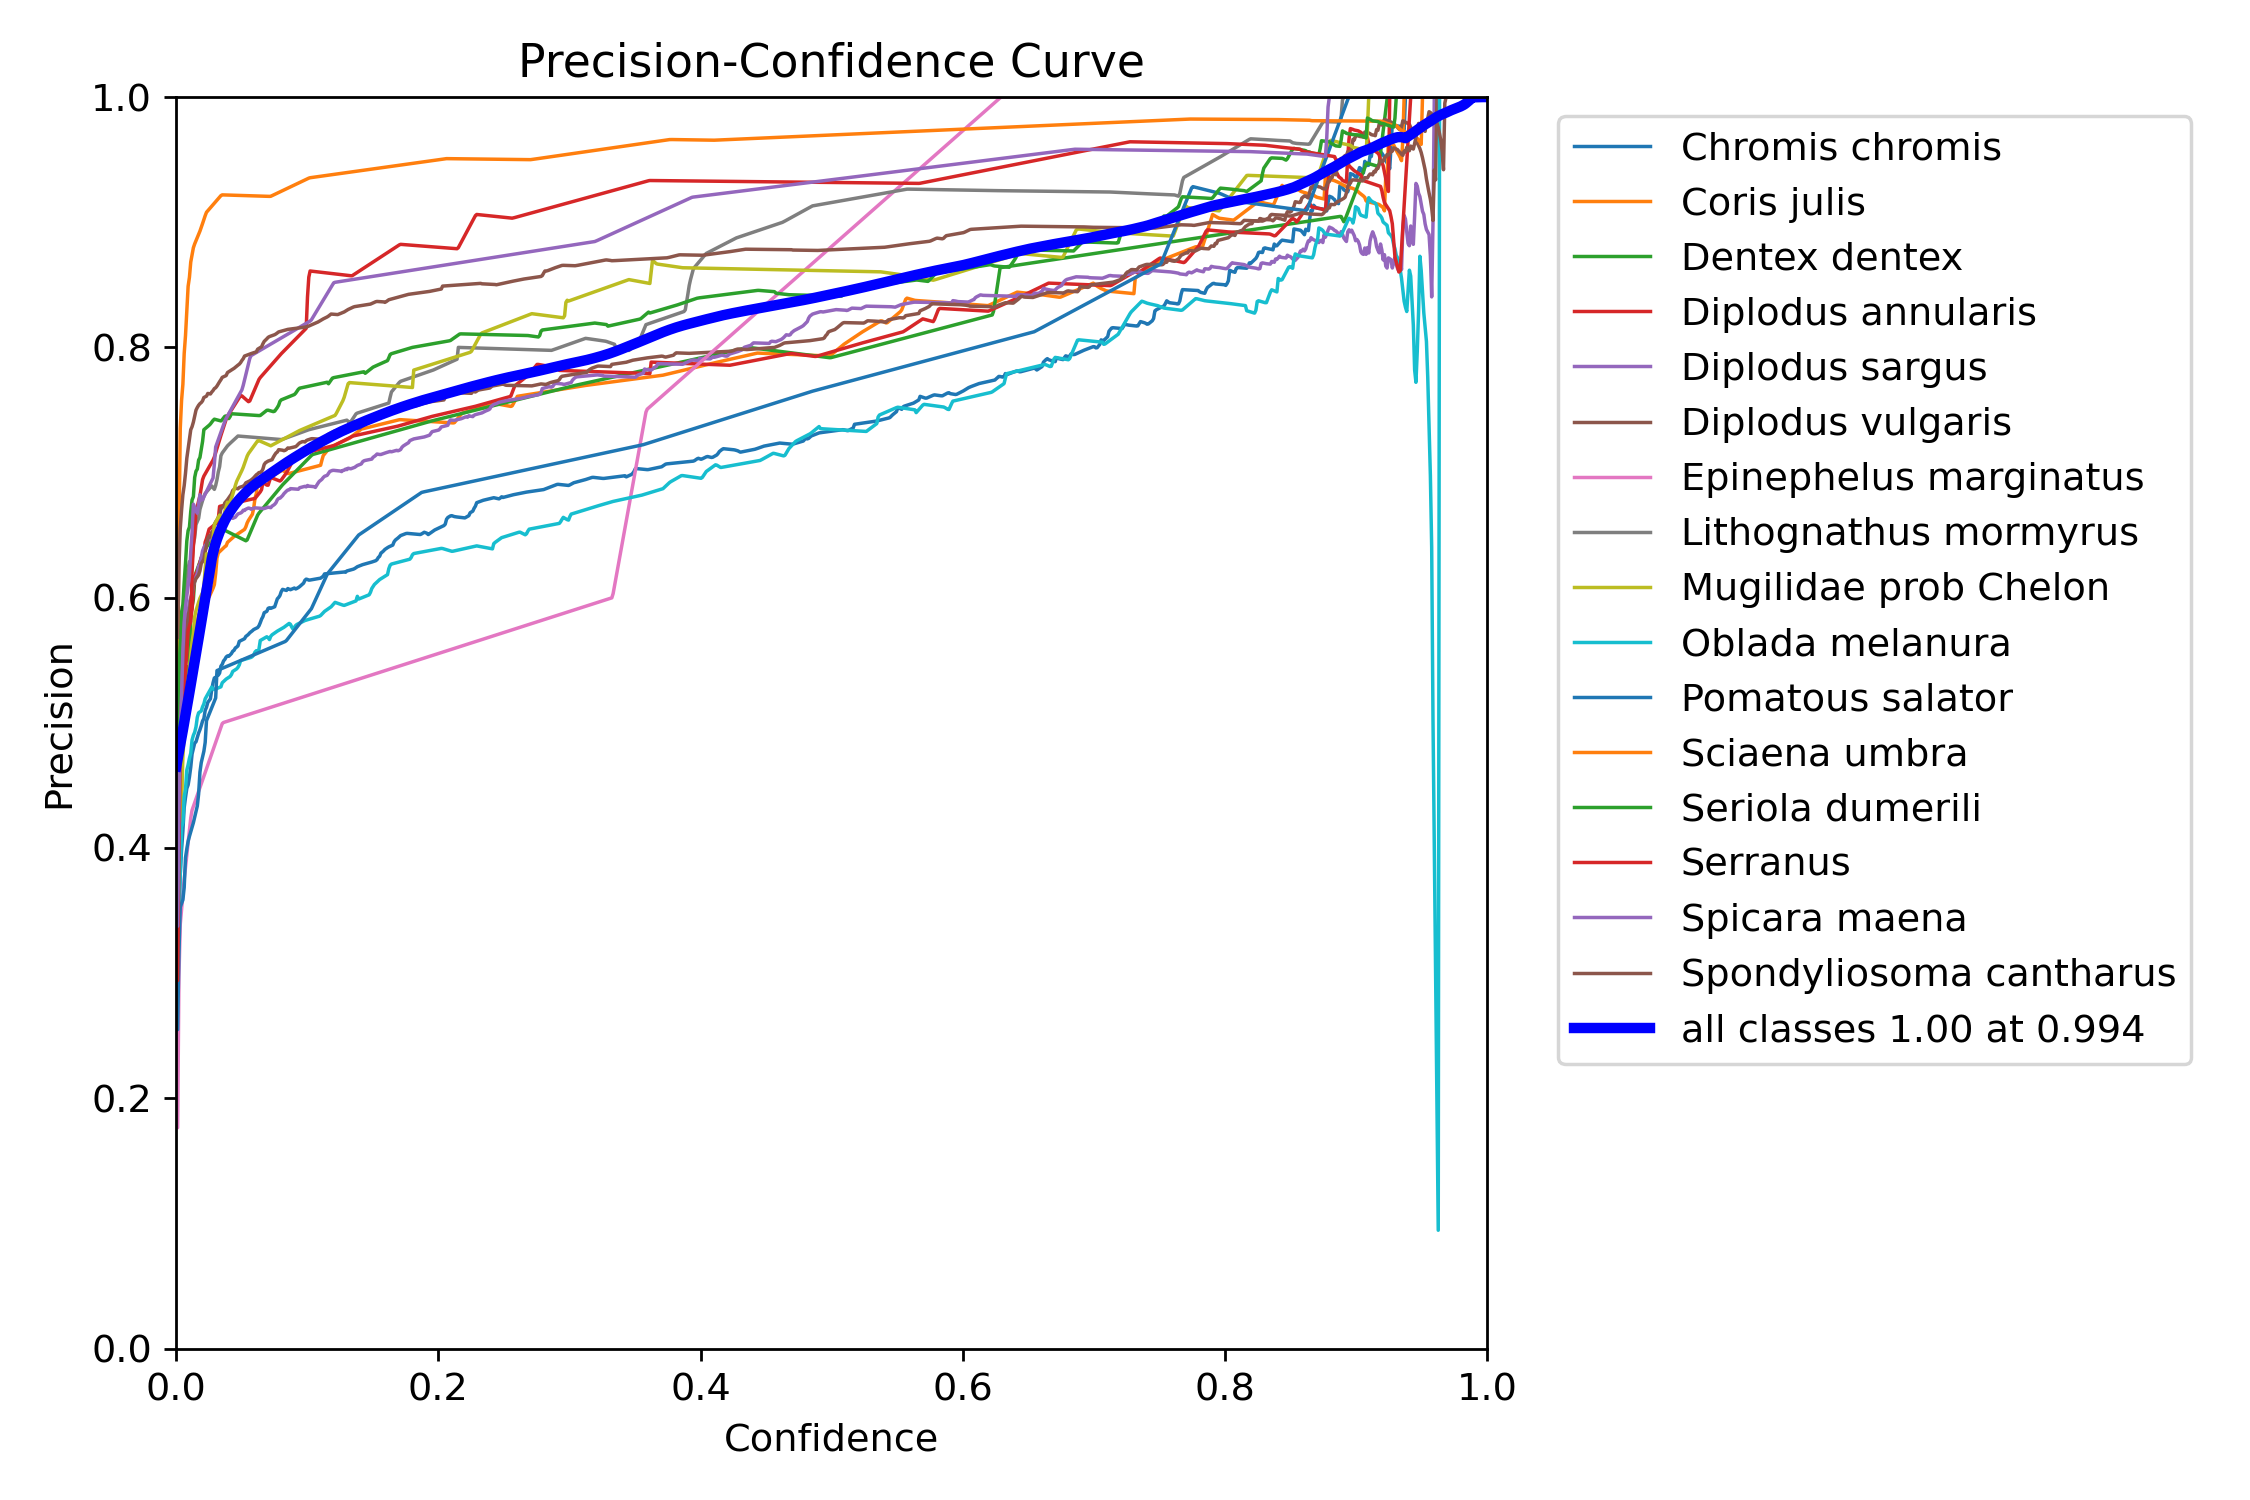 Precision-Confidence Curve
1.0
0.8
0.6
0.4
0.2
0.0
Precision
0.0 0.2 0.4 0.6 0.8 1.0
Confidence
Chromis chromis
Coris julis
Dentex dentex
Diplodus annularis
Diplodus sargus
Diplodus vulgaris
Epinephelus marginatus
Lithognathus mormyrus
Mugilidae prob Chelon
Oblada melanura
Pomatous salator
Sciaena umbra
Seriola dumerili
Serranus
Spicara maena
Spondyliosoma cantharus
all classes 1.00 at 0.994